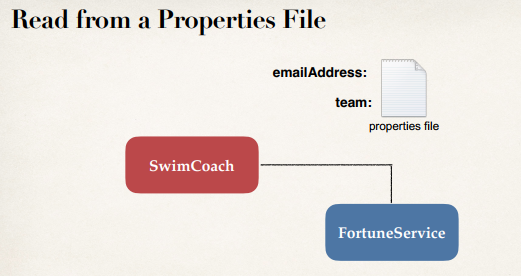 Read from a Properties File
emailAddress:
team:
properties file
SwimCoach
FortuneService